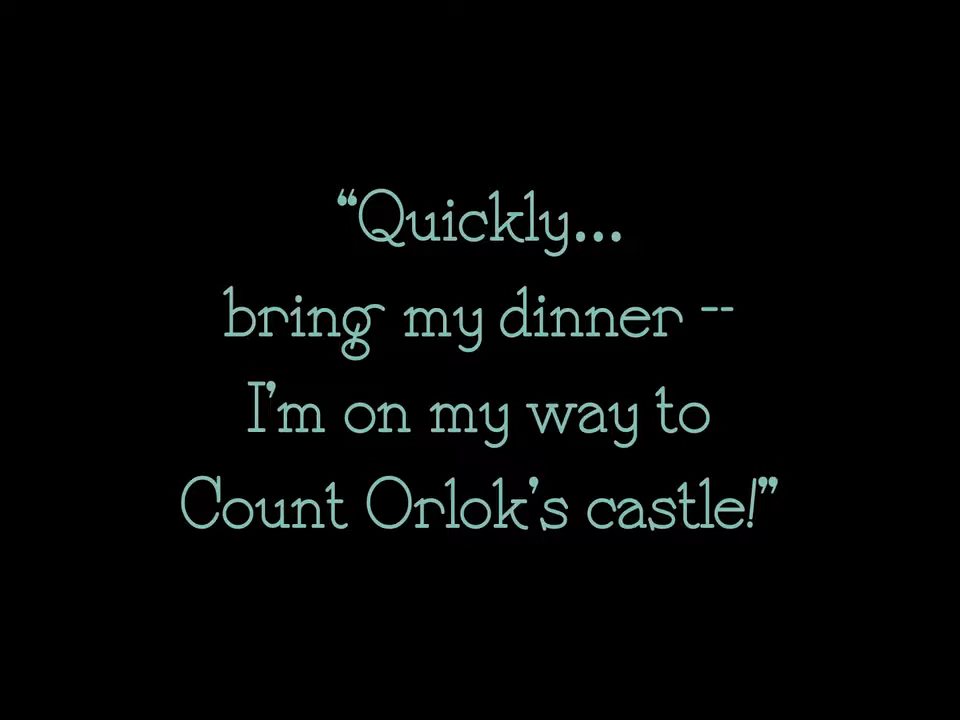 “Quickly...
bring my dinner --
I’m on my way to
Count Orlok’s castle!”